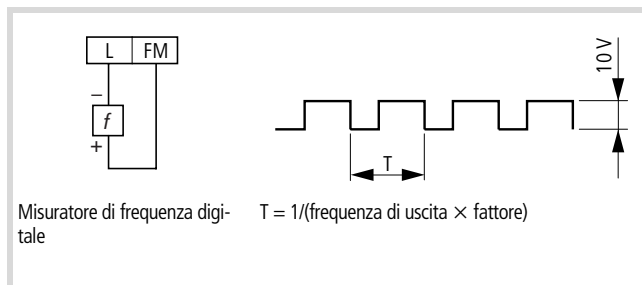 L FM
10 V
–
f
+
T
Misuratore di frequenza digi-
tale
T = 1/(frequenza di uscita × fattore)